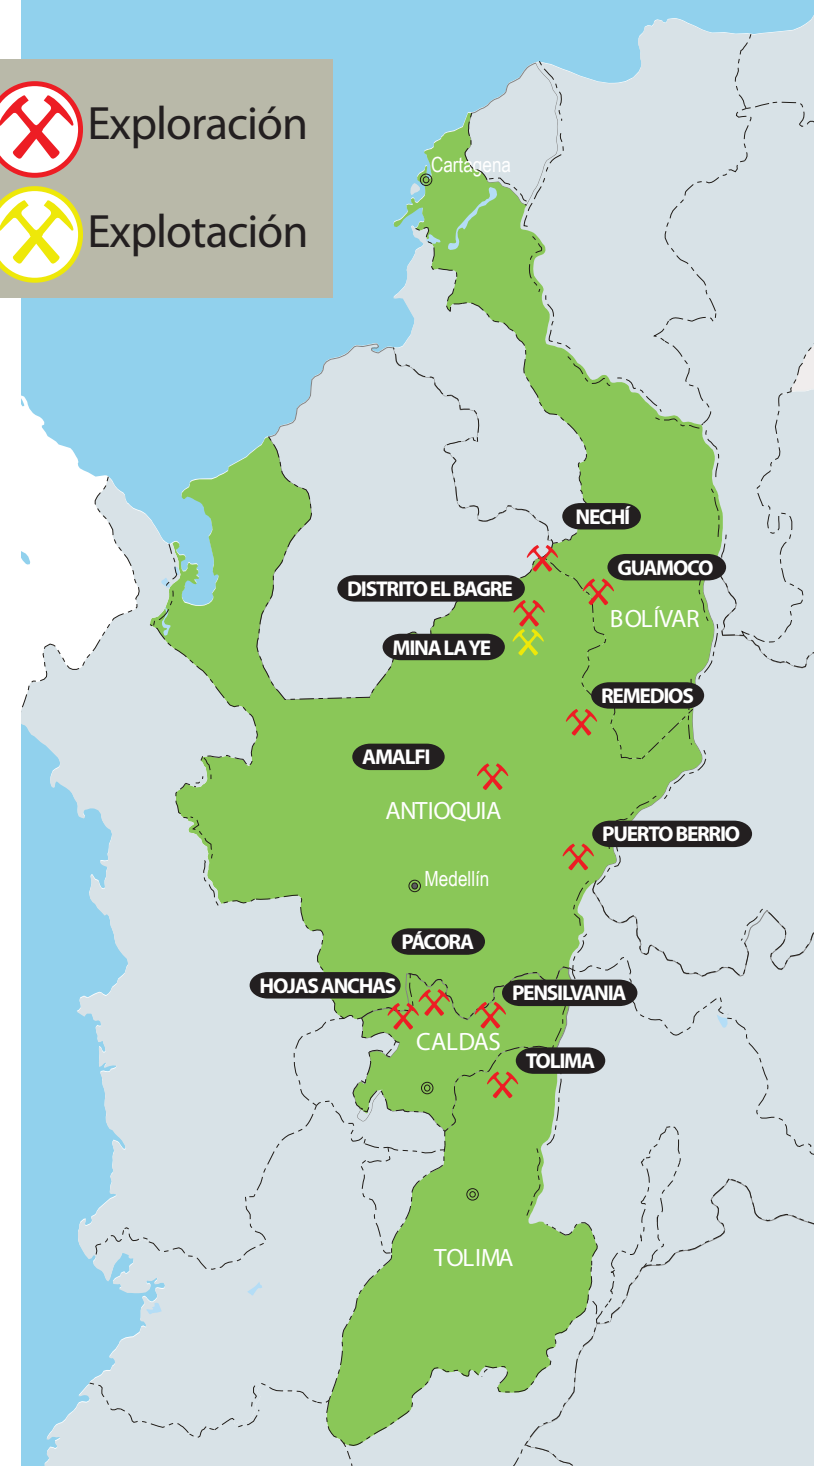 Exploración
Explotación
Cartagena
NECHÍ
GUAMOCO
DISTRITO EL BAGRE
BOLÍVAR
MINA LA YE
REMEDIOS
AMALFI
ANTIOQUIA
PUERTO BERRIO
Medellín
PÁCORA
HOJAS ANCHAS
PENSILVANIA
CALDAS
TOLIMA
TOLIMA